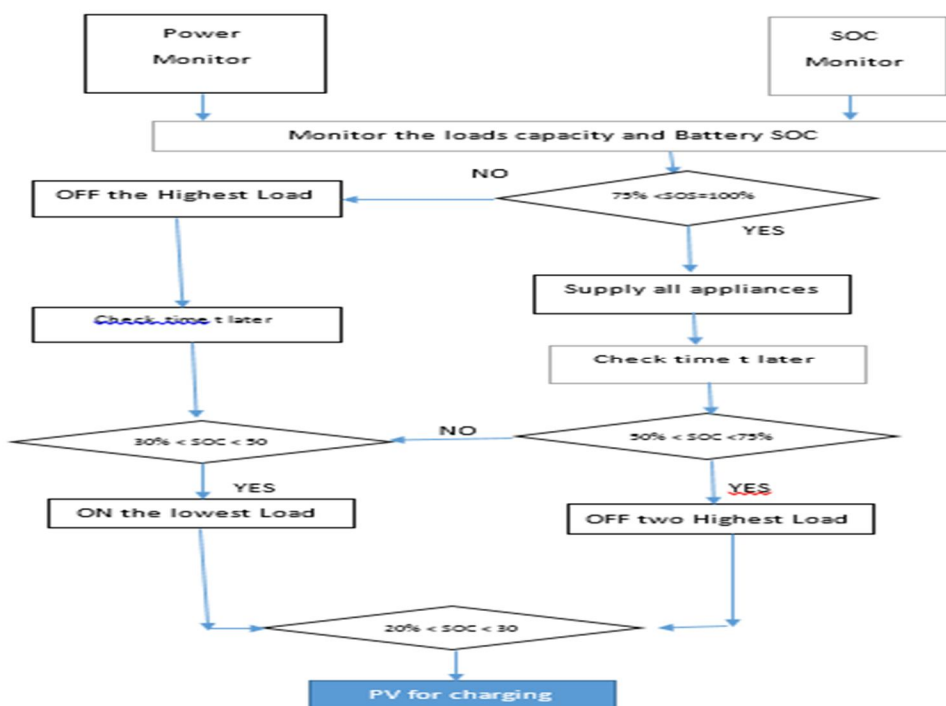 Power
Monitor
SOC
Monitor
Monitor the loads capacity and Battery SOC
NO
OFF the Highest Load
75% <SOS=100%
YES
Supply all appliances
Check time t later
Check time t later
30% < SOC < 50
NO
50% < SOC <75%
YES
YES
ON the lowest Load
OFF two Highest Load
20% < SOC < 30
PV for charging